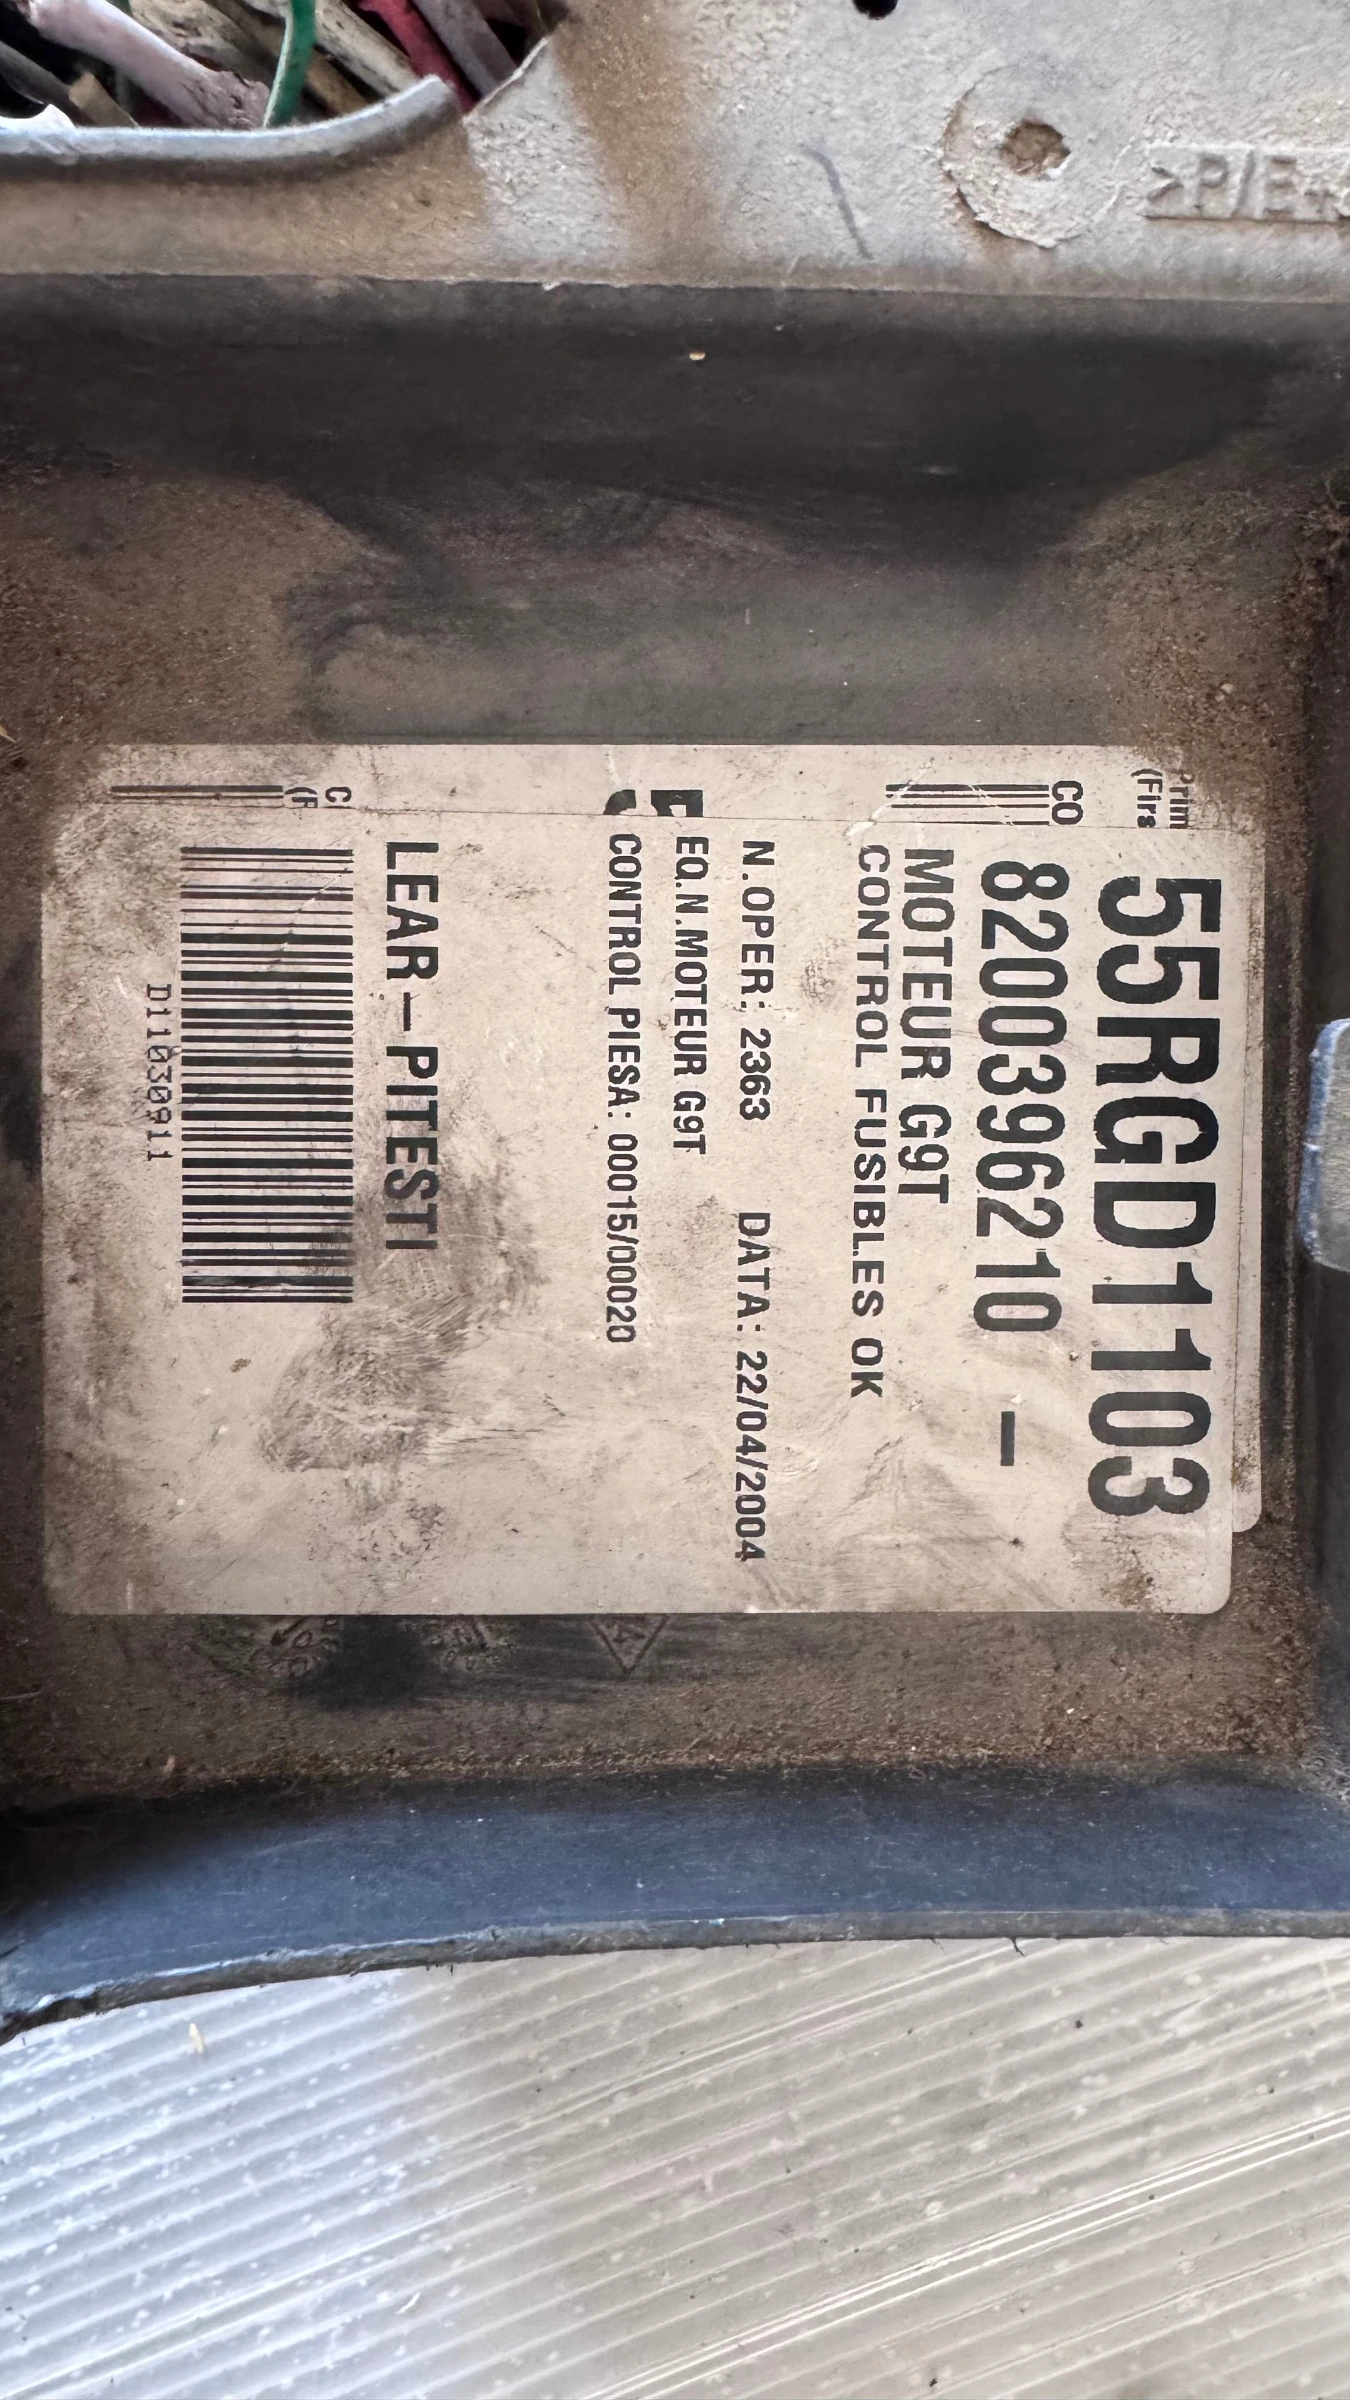 55RGD1103
8200396210 –
MOTEUR G9T
CONTROL FUSIBLES OK
N.OPER: 2363 DATA: 22/04/2004
EQ.N.MOTEUR G9T
CONTROL PIESA: 00015/00020
LEAR-PITESTI
D11030911
CO
>P/E